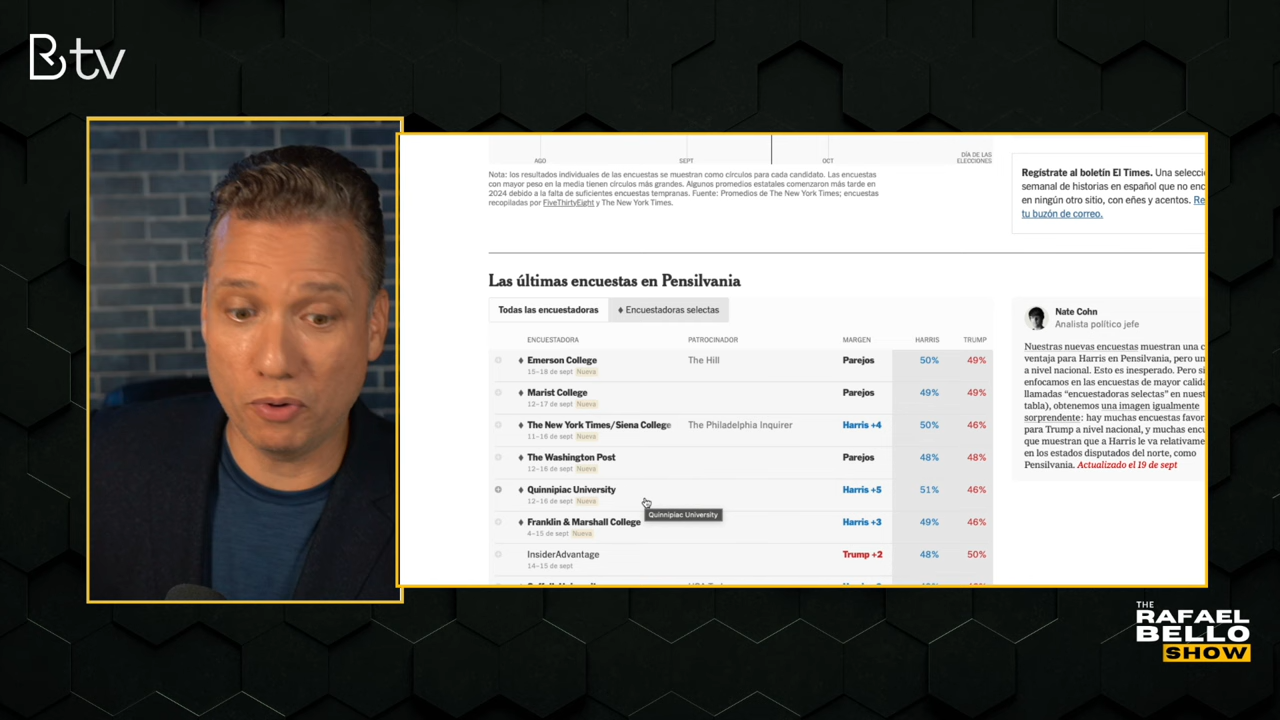 Btv
AGO SEPT OCT DÍA DE LAS
ELECCIONES
Nota: los resultados individuales de las encuestas se muestran como círculos para cada candidato. Las encuestas
con mayor peso en la media tienen círculos más grandes. Algunos promedios estatales comenzaron más tarde en
2024 debido a la falta de suficientes encuestas tempranas. Fuente: Promedios de The New York Times; encuestas
recopiladas por FiveThirtyEight y The New York Times.
Regístrate al boletín El Times. Una selecci
semanal de historias en español que no enc
en ningún otro sitio, con eñes y acentos. Re
tu buzón de correo.
Las últimas encuestas en Pensilvania
Todas las encuestadoras ♦ Encuestadoras selectas
ENCUESTADORA PATROCINADOR MARGEN HARRIS TRUMP
♦ Emerson College The Hill Parejos 50% 49%
15–18 de sept Nueva
♦ Marist College Parejos 49% 49%
12–17 de sept Nueva
♦ The New York Times/Siena College The Philadelphia Inquirer Harris +4 50% 46%
11–16 de sept Nueva
♦ The Washington Post Parejos 48% 48%
12–16 de sept Nueva
♦ Quinnipiac University Harris +5 51% 46%
12–16 de sept Nueva
Quinnipiac University
♦ Franklin & Marshall College Harris +3 49% 46%
4–15 de sept Nueva
InsiderAdvantage Trump +2 48% 50%
14–15 de sept
Nate Cohn
Analista político jefe
Nuestras nuevas encuestas muestran una c
ventaja para Harris en Pensilvania, pero un
a nivel nacional. Esto es inesperado. Pero si
enfocamos en las encuestas de mayor calida
llamadas “encuestadoras selectas” en nuest
tabla), obtenemos una imagen igualmente
sorprendente: hay muchas encuestas favor
para Trump a nivel nacional, y muchas encu
que muestran que a Harris le va relativame
en los estados disputados del norte, como
Pensilvania. Actualizado el 19 de sept
THE
RAFAEL
BELLO
SHOW